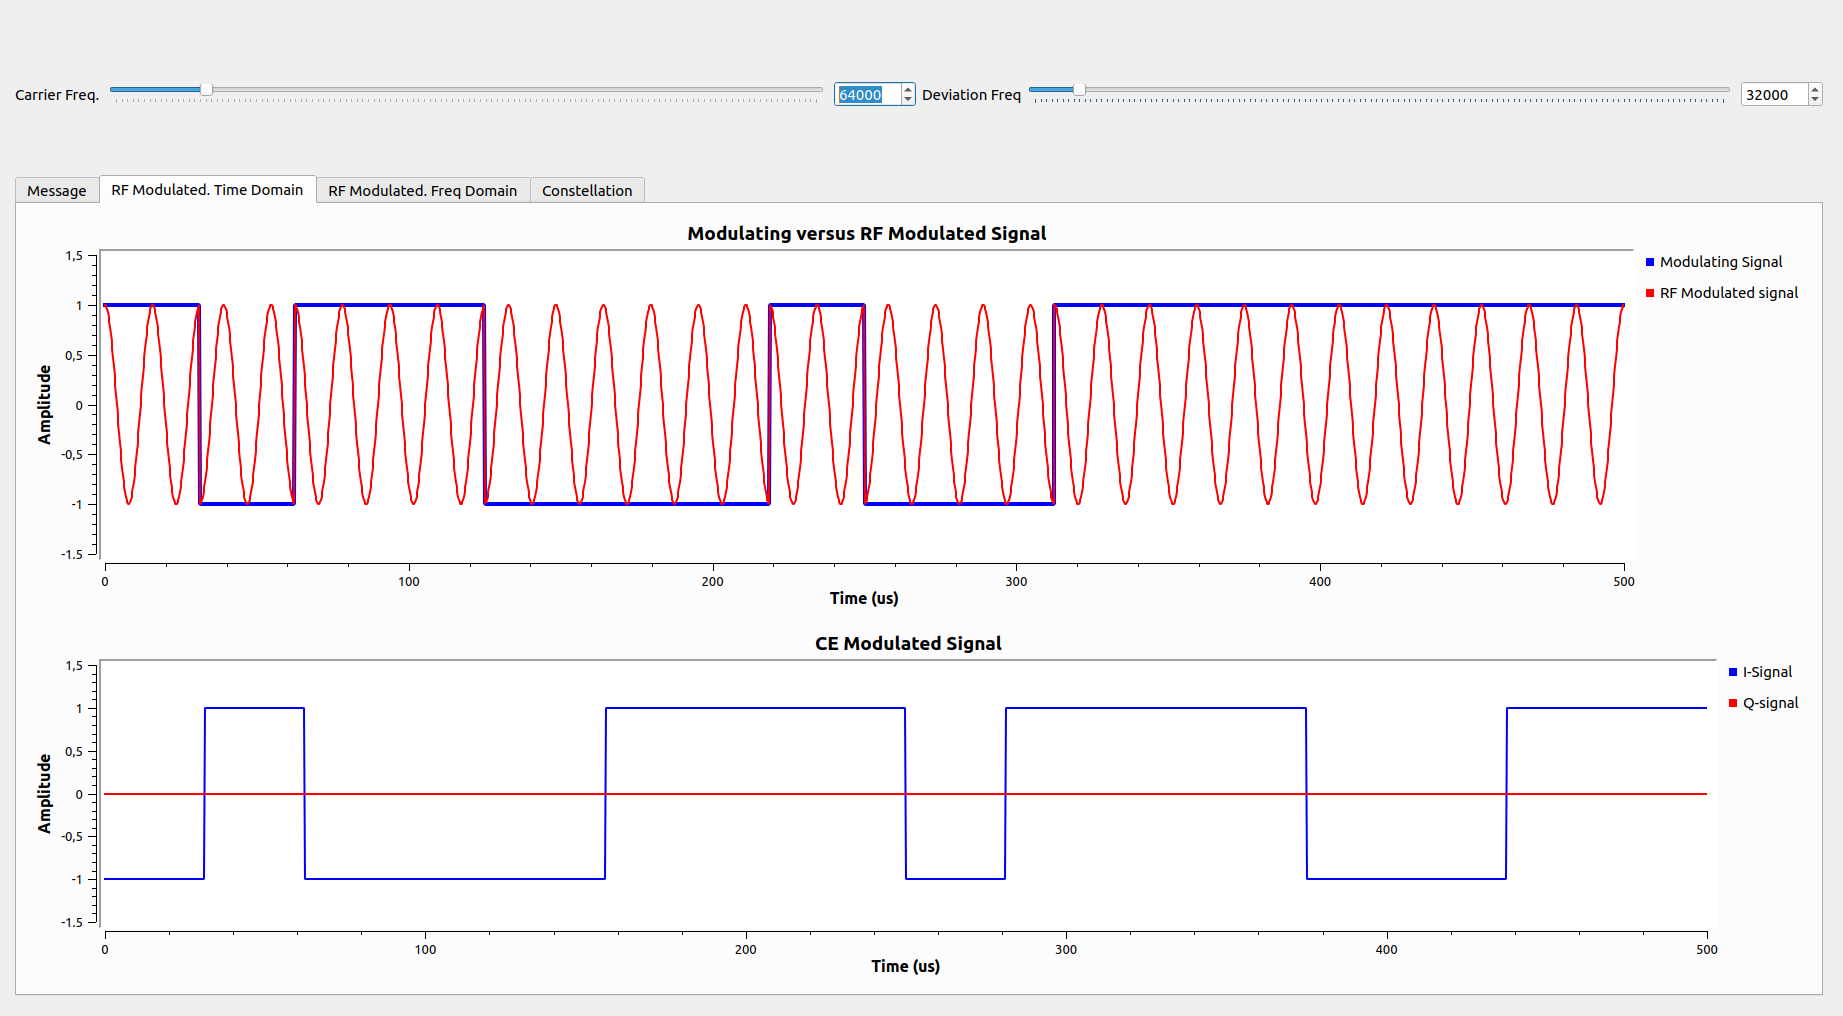 Carrier Freq. 64000 Deviation Freq 32000
Message RF Modulated. Time Domain RF Modulated. Freq Domain Constellation
Modulating versus RF Modulated Signal
1,5
1
0,5
0
-0,5
-1
-1.5
Amplitude
Modulating Signal
RF Modulated signal
0 100 200 300 400 500
Time (us)
CE Modulated Signal
1,5
1
0,5
0
-0,5
-1
-1.5
Amplitude
I-Signal
Q-signal
0 100 200 300 400 500
Time (us)